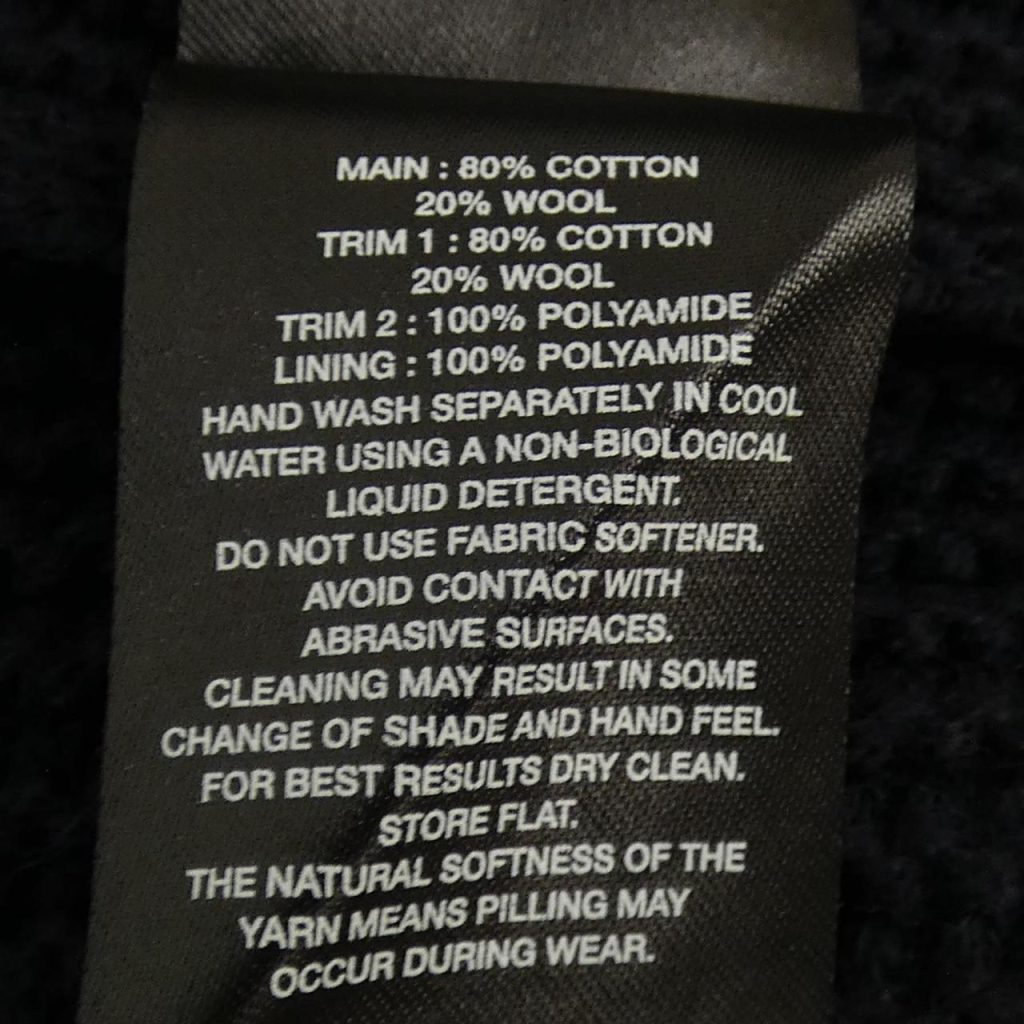 MAIN : 80% COTTON
20% WOOL
TRIM 1 : 80% COTTON
20% WOOL
TRIM 2 : 100% POLYAMIDE
LINING : 100% POLYAMIDE
HAND WASH SEPARATELY IN COOL
WATER USING A NON-BIOLOGICAL
LIQUID DETERGENT.
DO NOT USE FABRIC SOFTENER.
AVOID CONTACT WITH
ABRASIVE SURFACES.
CLEANING MAY RESULT IN SOME
CHANGE OF SHADE AND HAND FEEL.
FOR BEST RESULTS DRY CLEAN.
STORE FLAT.
THE NATURAL SOFTNESS OF THE
YARN MEANS PILLING MAY
OCCUR DURING WEAR.